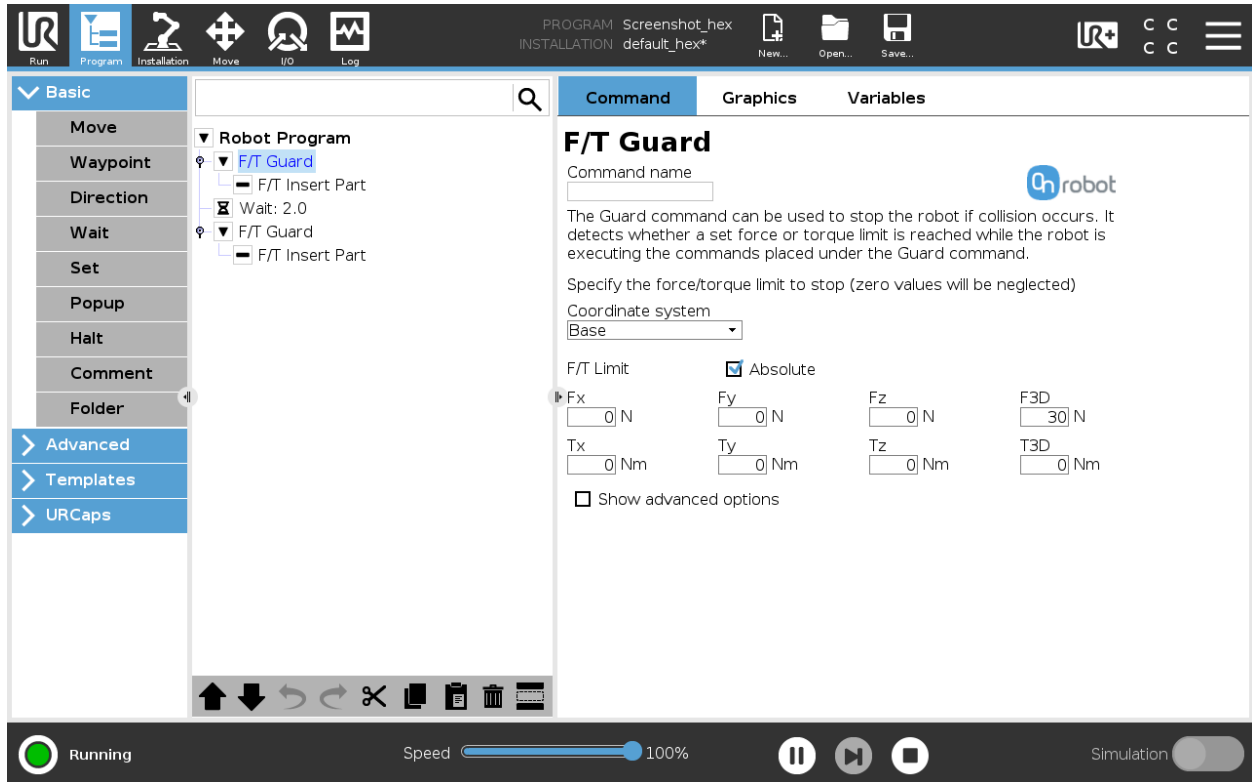 PROGRAM Screenshot_hex
INSTALLATION default_hex*
Run Program Installation Move I/O Log New... Open... Save...
UR UR+ C C
C C
Basic
Move
Waypoint
Direction
Wait
Set
Popup
Halt
Comment
Folder
Advanced
Templates
URCaps
Robot Program
F/T Guard
F/T Insert Part
Wait: 2.0
F/T Guard
F/T Insert Part
Command Graphics Variables
F/T Guard
Command name
On robot
The Guard command can be used to stop the robot if collision occurs. It
detects whether a set force or torque limit is reached while the robot is
executing the commands placed under the Guard command.
Specify the force/torque limit to stop (zero values will be neglected)
Coordinate system
Base
F/T Limit Absolute
Fx Fy Fz F3D
0 N 0 N 0 N 30 N
Tx Ty Tz T3D
0 Nm 0 Nm 0 Nm 0 Nm
Show advanced options
Running Speed 100% Simulation